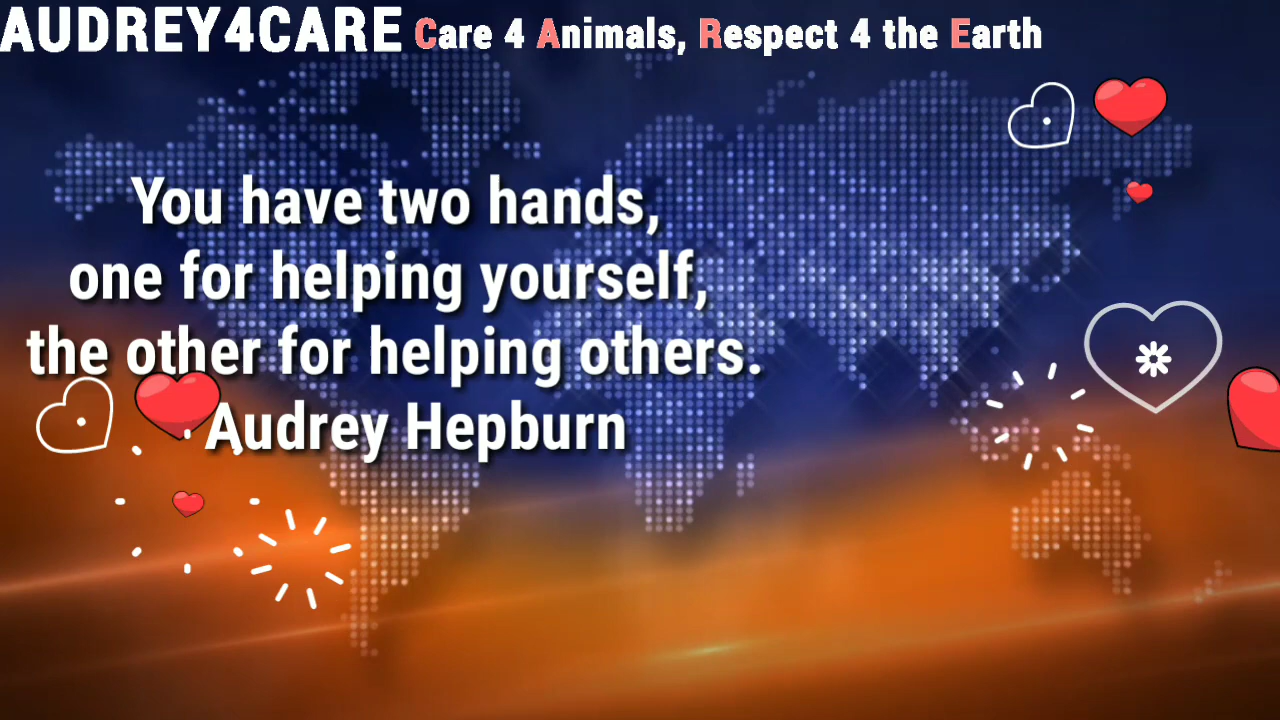 AUDREY4CARE Care 4 Animals, Respect 4 the Earth
You have two hands,
one for helping yourself,
the other for helping others.
Audrey Hepburn